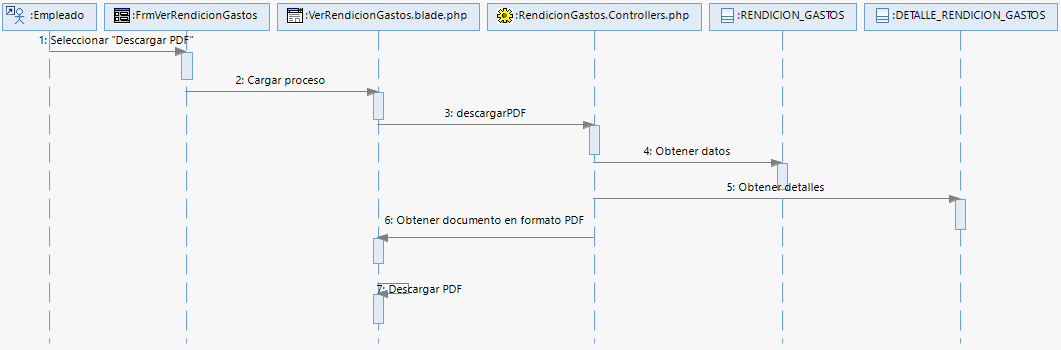 :Empleado
:FrmVerRendicionGastos
:VerRendicionGastos.blade.php
:RendicionGastos.Controllers.php
:RENDICION_GASTOS
:DETALLE_RENDICION_GASTOS
1: Seleccionar "Descargar PDF"
2: Cargar proceso
3: descargarPDF
4: Obtener datos
5: Obtener detalles
6: Obtener documento en formato PDF
7: Descargar PDF